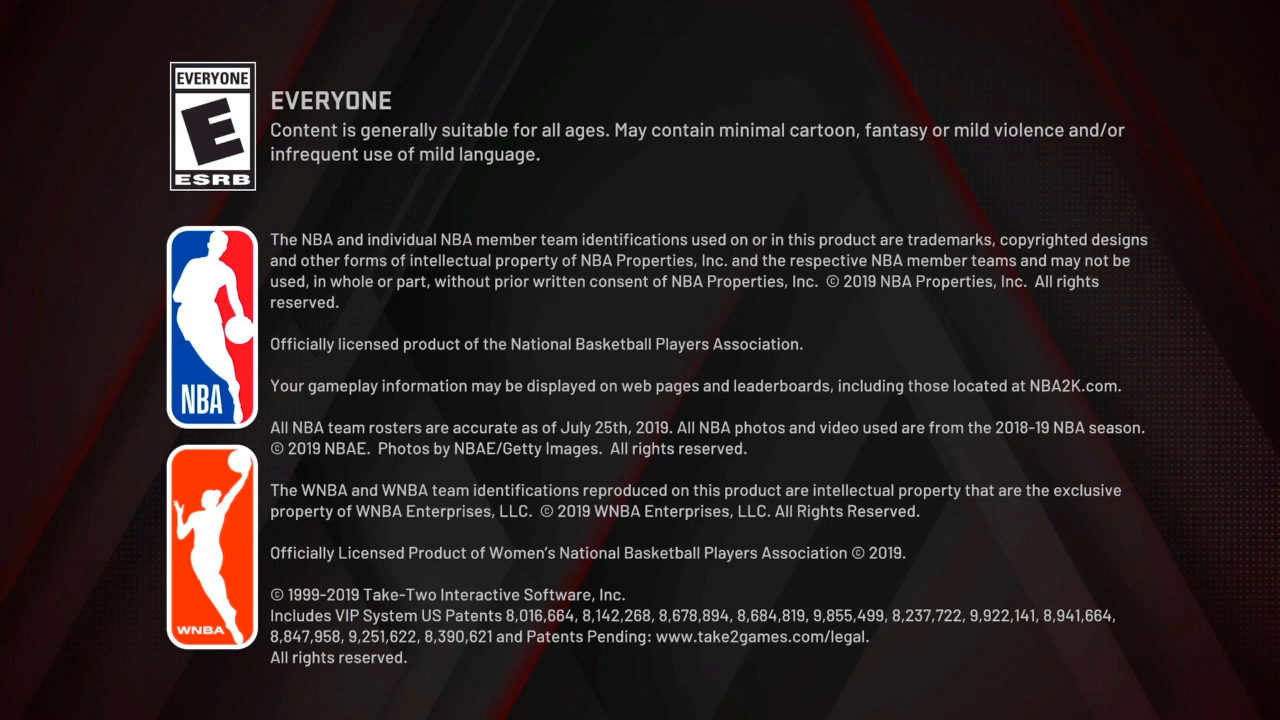 EVERYONE
E
ESRB
EVERYONE
Content is generally suitable for all ages. May contain minimal cartoon, fantasy or mild violence and/or
infrequent use of mild language.
NBA
The NBA and individual NBA member team identifications used on or in this product are trademarks, copyrighted designs
and other forms of intellectual property of NBA Properties, Inc. and the respective NBA member teams and may not be
used, in whole or part, without prior written consent of NBA Properties, Inc.  © 2019 NBA Properties, Inc.  All rights
reserved.
Officially licensed product of the National Basketball Players Association.
Your gameplay information may be displayed on web pages and leaderboards, including those located at NBA2K.com.
All NBA team rosters are accurate as of July 25th, 2019. All NBA photos and video used are from the 2018-19 NBA season.
© 2019 NBAE.  Photos by NBAE/Getty Images.  All rights reserved.
WNBA
The WNBA and WNBA team identifications reproduced on this product are intellectual property that are the exclusive
property of WNBA Enterprises, LLC.  © 2019 WNBA Enterprises, LLC. All Rights Reserved.
Officially Licensed Product of Women's National Basketball Players Association © 2019.
© 1999-2019 Take-Two Interactive Software, Inc.
Includes VIP System US Patents 8,016,664, 8,142,268, 8,678,894, 8,684,819, 9,855,499, 8,237,722, 9,922,141, 8,941,664,
8,847,958, 9,251,622, 8,390,621 and Patents Pending: www.take2games.com/legal.
All rights reserved.